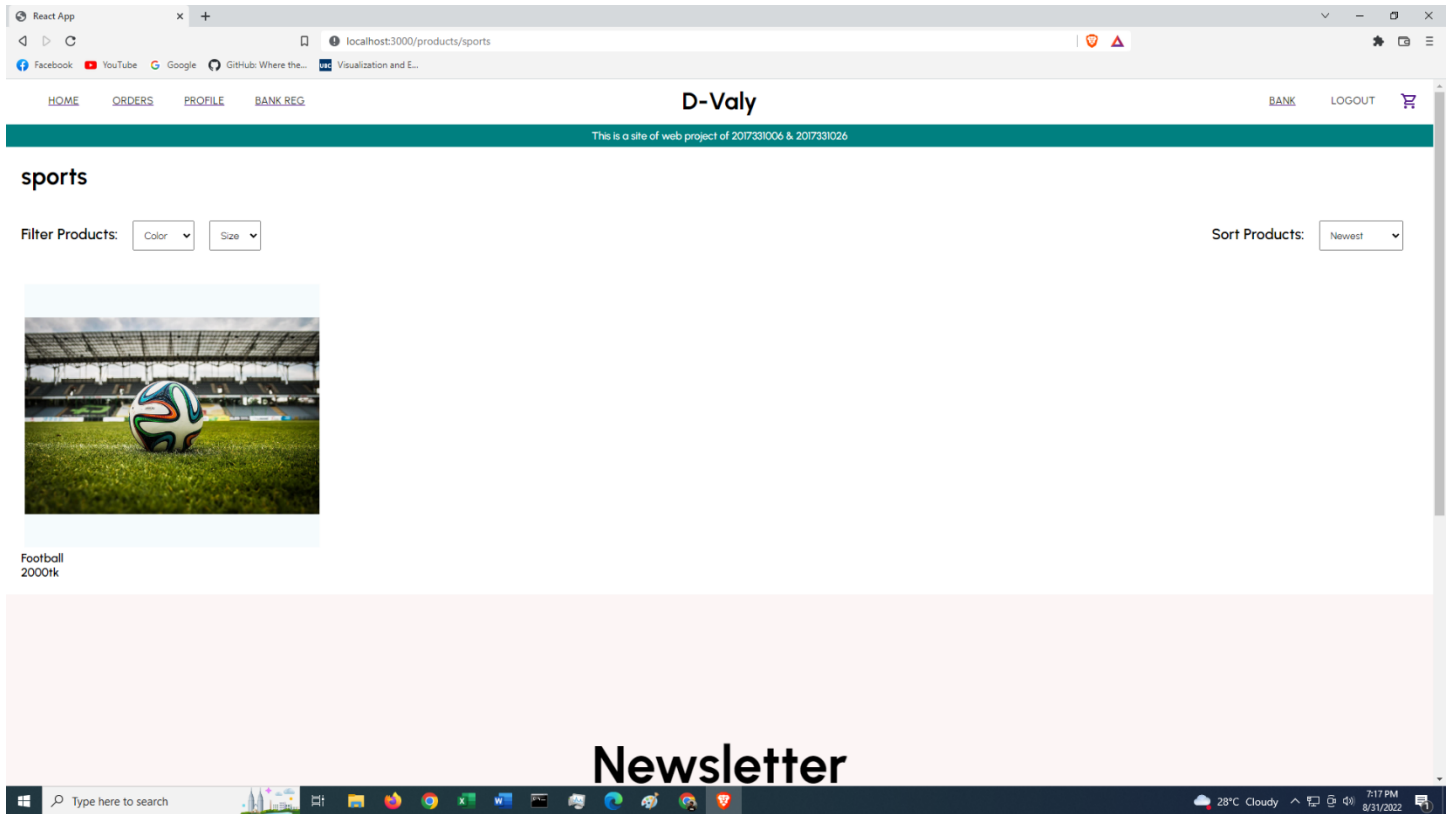 React App
localhost:3000/products/sports
Facebook YouTube Google GitHub: Where the... UBC Visualization and E...
HOME ORDERS PROFILE BANK REG D-Valy BANK LOGOUT
This is a site of web project of 2017331006 & 2017331026
sports
Filter Products: Color Size Sort Products: Newest
Football
2000tk
Newsletter
Type here to search 28°C Cloudy 7:17 PM
8/31/2022